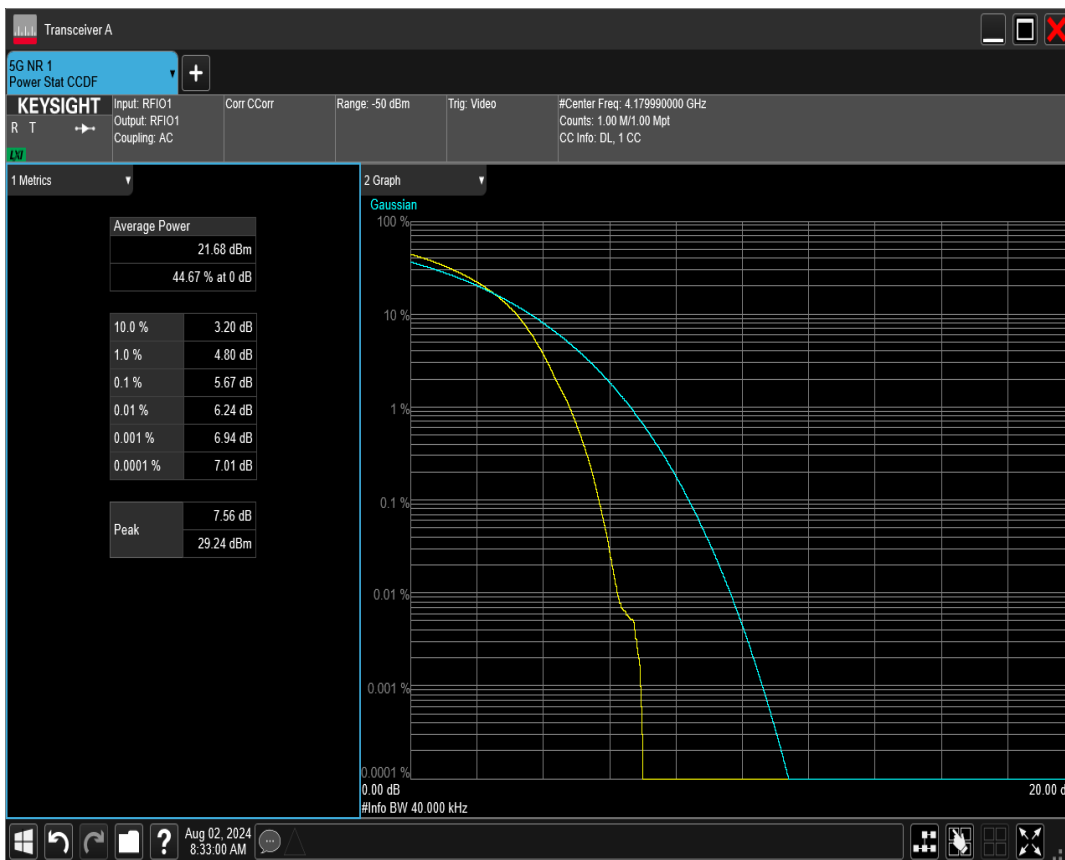 Transceiver A
5G NR 1
Power Stat CCDF
KEYSIGHT
R T
LXI
Input: RFIO1
Output: RFIO1
Coupling: AC
Corr CCorr
Range: -50 dBm
Trig: Video
#Center Freq: 4.179990000 GHz
Counts: 1.00 M/1.00 Mpt
CC Info: DL, 1 CC
1 Metrics
Average Power
21.68 dBm
44.67 % at 0 dB
10.0 % 3.20 dB
1.0 % 4.80 dB
0.1 % 5.67 dB
0.01 % 6.24 dB
0.001 % 6.94 dB
0.0001 % 7.01 dB
Peak
7.56 dB
29.24 dBm
2 Graph
Gaussian
100 %
10 %
1 %
0.1 %
0.01 %
0.001 %
0.0001 %
0.00 dB
20.00 d
#Info BW 40.000 kHz
?
Aug 02, 2024
8:33:00 AM